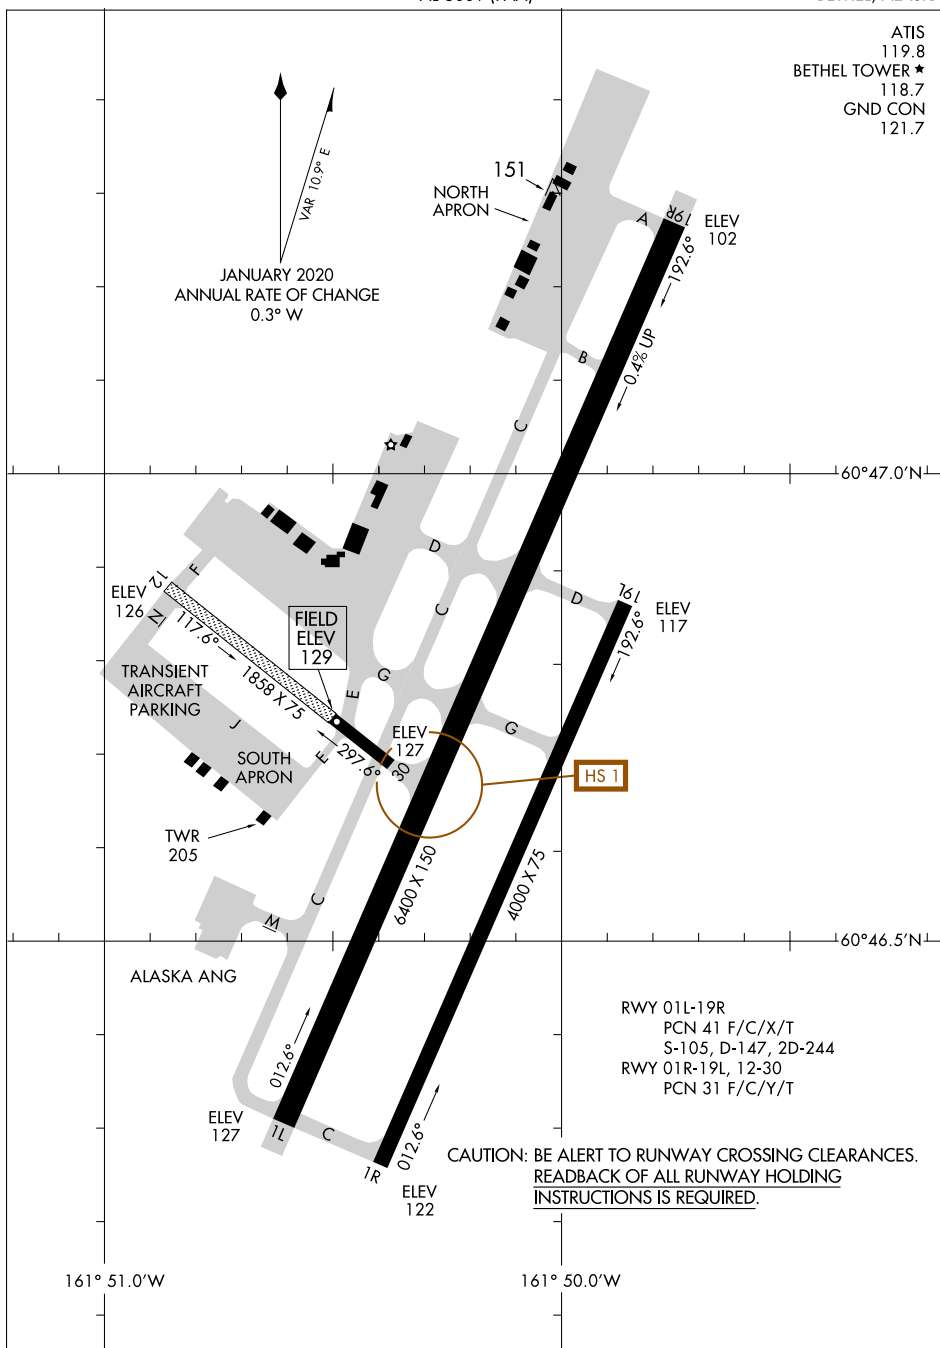 ATIS
119.8
BETHEL TOWER ★
118.7
GND CON
121.7
VAR 10.9° E
JANUARY 2020
ANNUAL RATE OF CHANGE
0.3° W
151
NORTH
APRON
A
19R
ELEV
102
192.6°
0.4% UP
B
C
60°47.0'N
D
C
D
19L
ELEV
117
192.6°
F
12
ELEV
126
N
117.6°
1858 X 75
FIELD
ELEV
129
TRANSIENT
AIRCRAFT
PARKING
J
SOUTH
APRON
E
G
E
297.6°
ELEV
127
30
G
HS 1
TWR
205
6400 X 150
4000 X 75
C
M
60°46.5'N
ALASKA ANG
RWY 01L-19R
PCN 41 F/C/X/T
S-105, D-147, 2D-244
RWY 01R-19L, 12-30
PCN 31 F/C/Y/T
012.6°
ELEV
127
1L
C
012.6°
1R
ELEV
122
CAUTION: BE ALERT TO RUNWAY CROSSING CLEARANCES.
READBACK OF ALL RUNWAY HOLDING
INSTRUCTIONS IS REQUIRED.
161° 51.0'W
161° 50.0'W